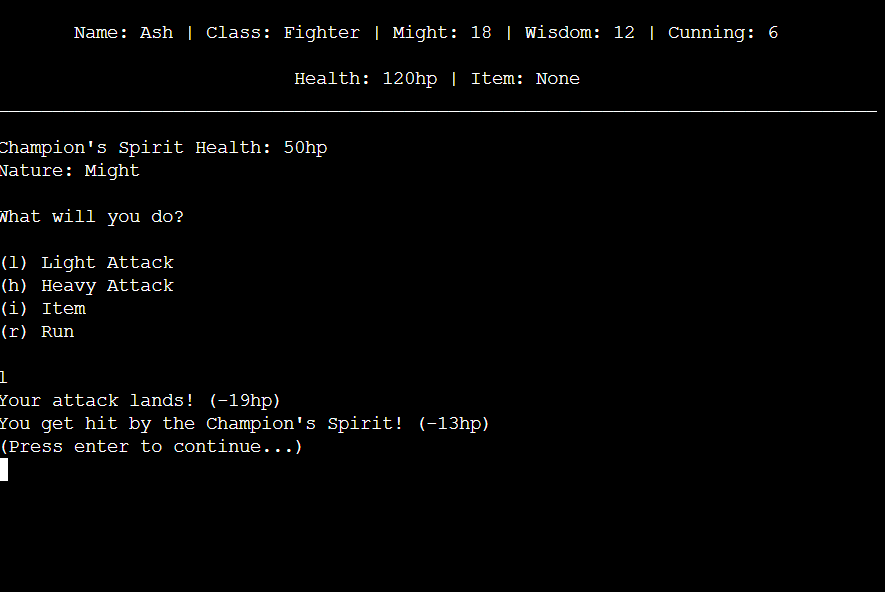 Name: Ash | Class: Fighter | Might: 18 | Wisdom: 12 | Cunning: 6
Health: 120hp | Item: None
Champion's Spirit Health: 50hp
Nature: Might
What will you do?
(l) Light Attack
(h) Heavy Attack
(i) Item
(r) Run
l
Your attack lands! (-19hp)
You get hit by the Champion's Spirit! (-13hp)
(Press enter to continue...)